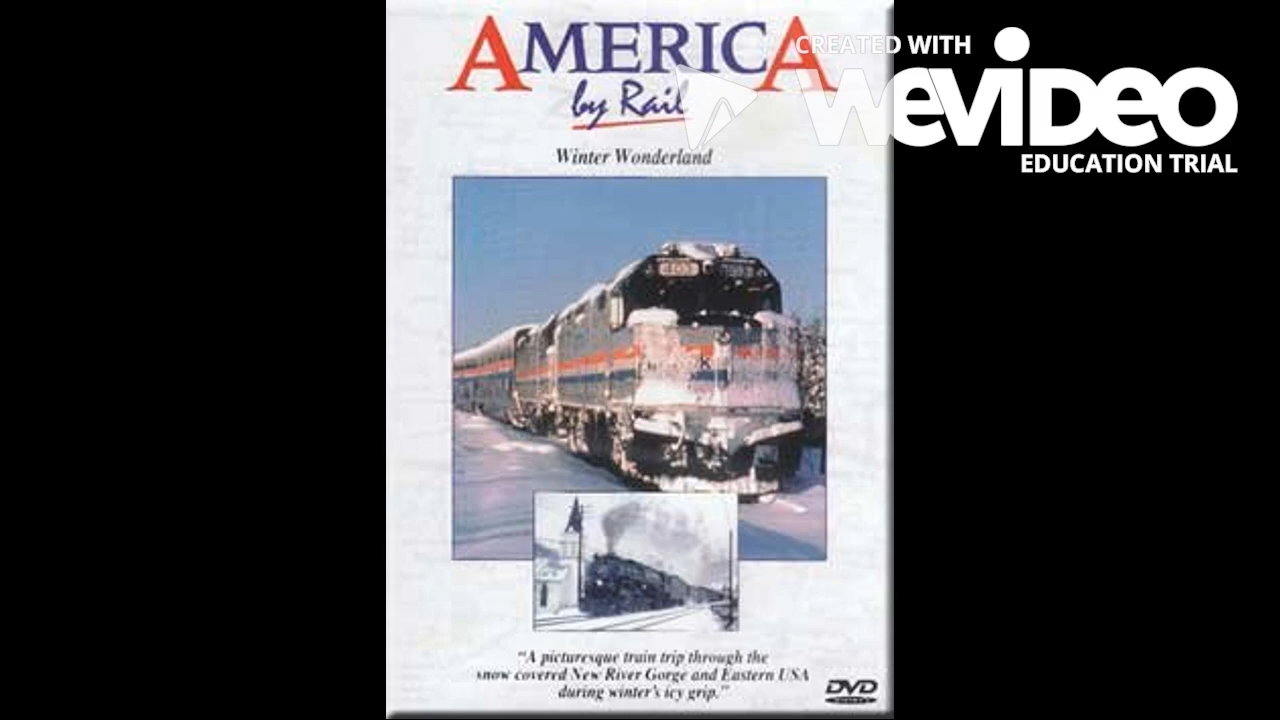 AMERICA
by Rail
Winter Wonderland
CREATED WITH
WEVIDEO
EDUCATION TRIAL
"A picturesque train trip through the
snow covered New River Gorge and Eastern USA
during winter's icy grip."
DVD